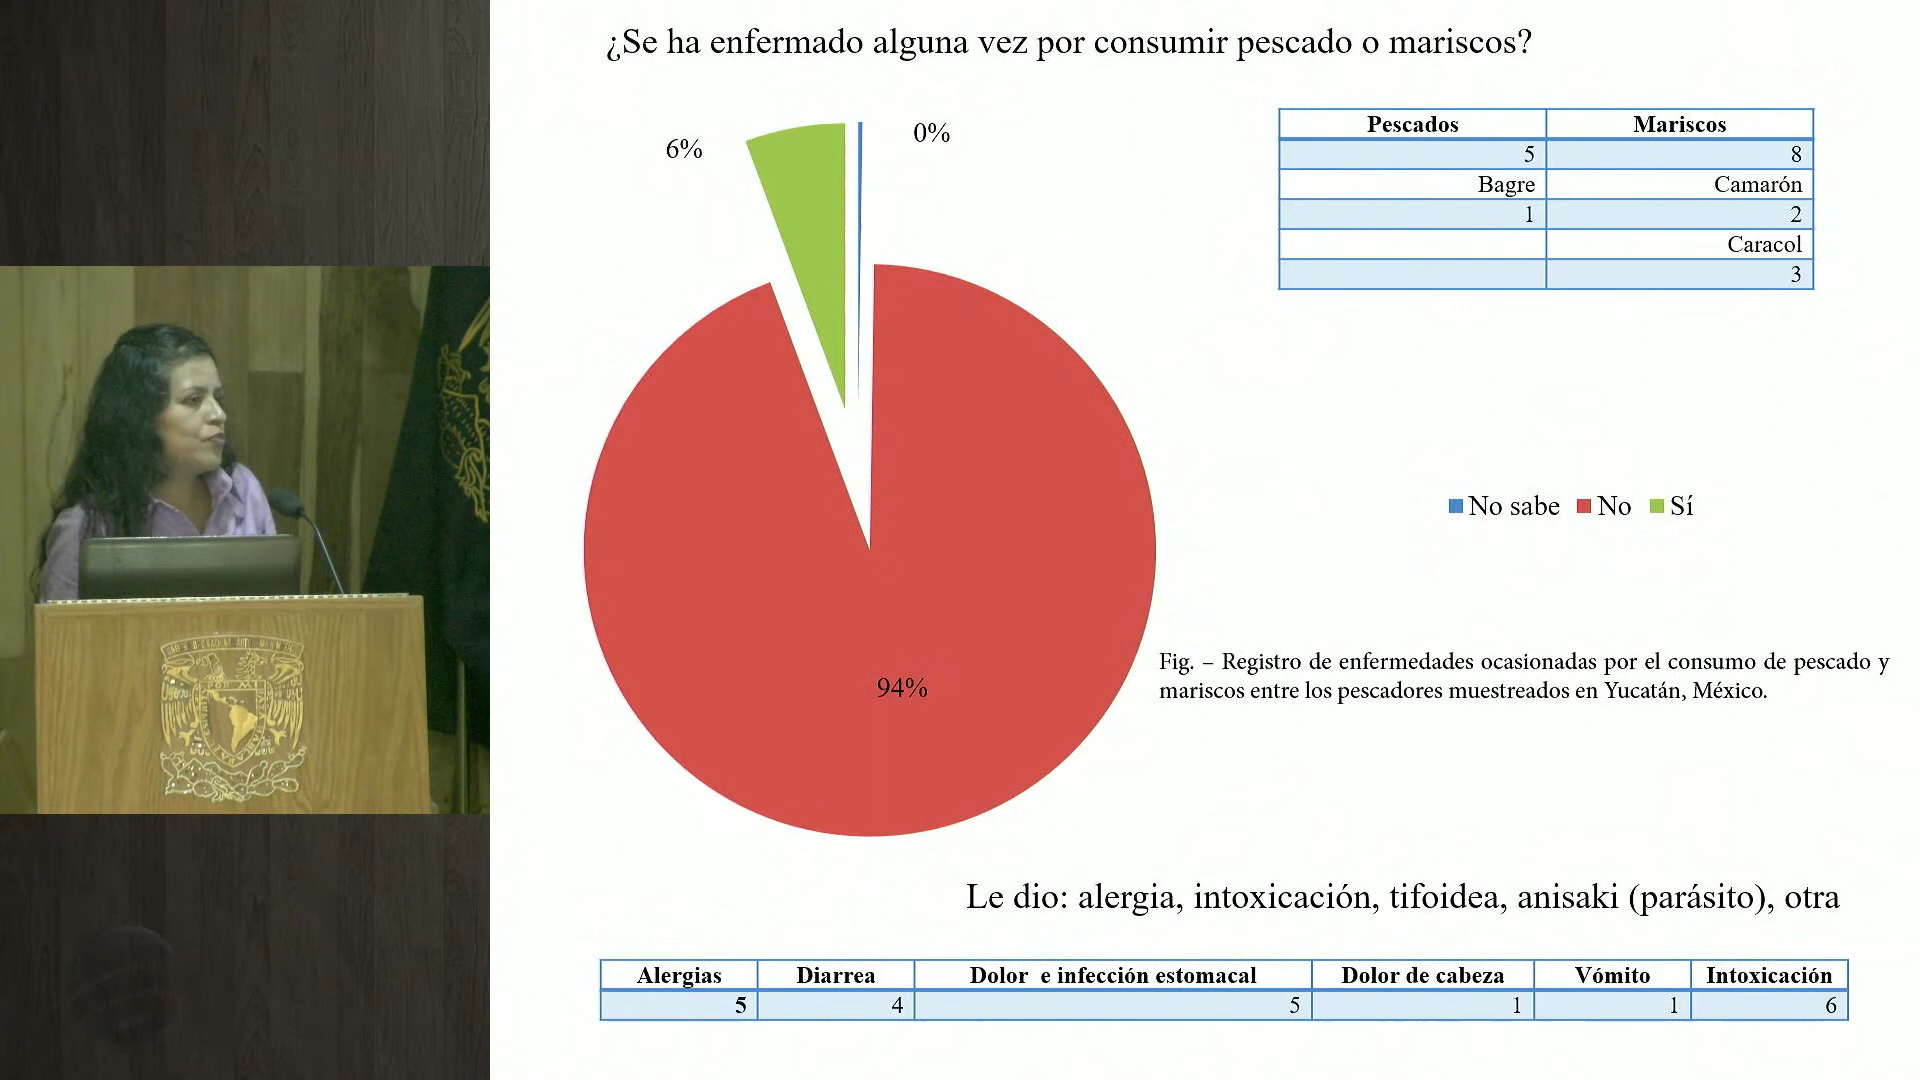 ¿Se ha enfermado alguna vez por consumir pescado o mariscos?
6%
0%
94%
Pescados Mariscos
5 8
Bagre Camarón
1 2
Caracol
3
No sabe No Sí
Fig. – Registro de enfermedades ocasionadas por el consumo de pescado y
mariscos entre los pescadores muestreados en Yucatán, México.
Le dio: alergia, intoxicación, tifoidea, anisaki (parásito), otra
Alergias Diarrea Dolor e infección estomacal Dolor de cabeza Vómito Intoxicación
5 4 5 1 1 6